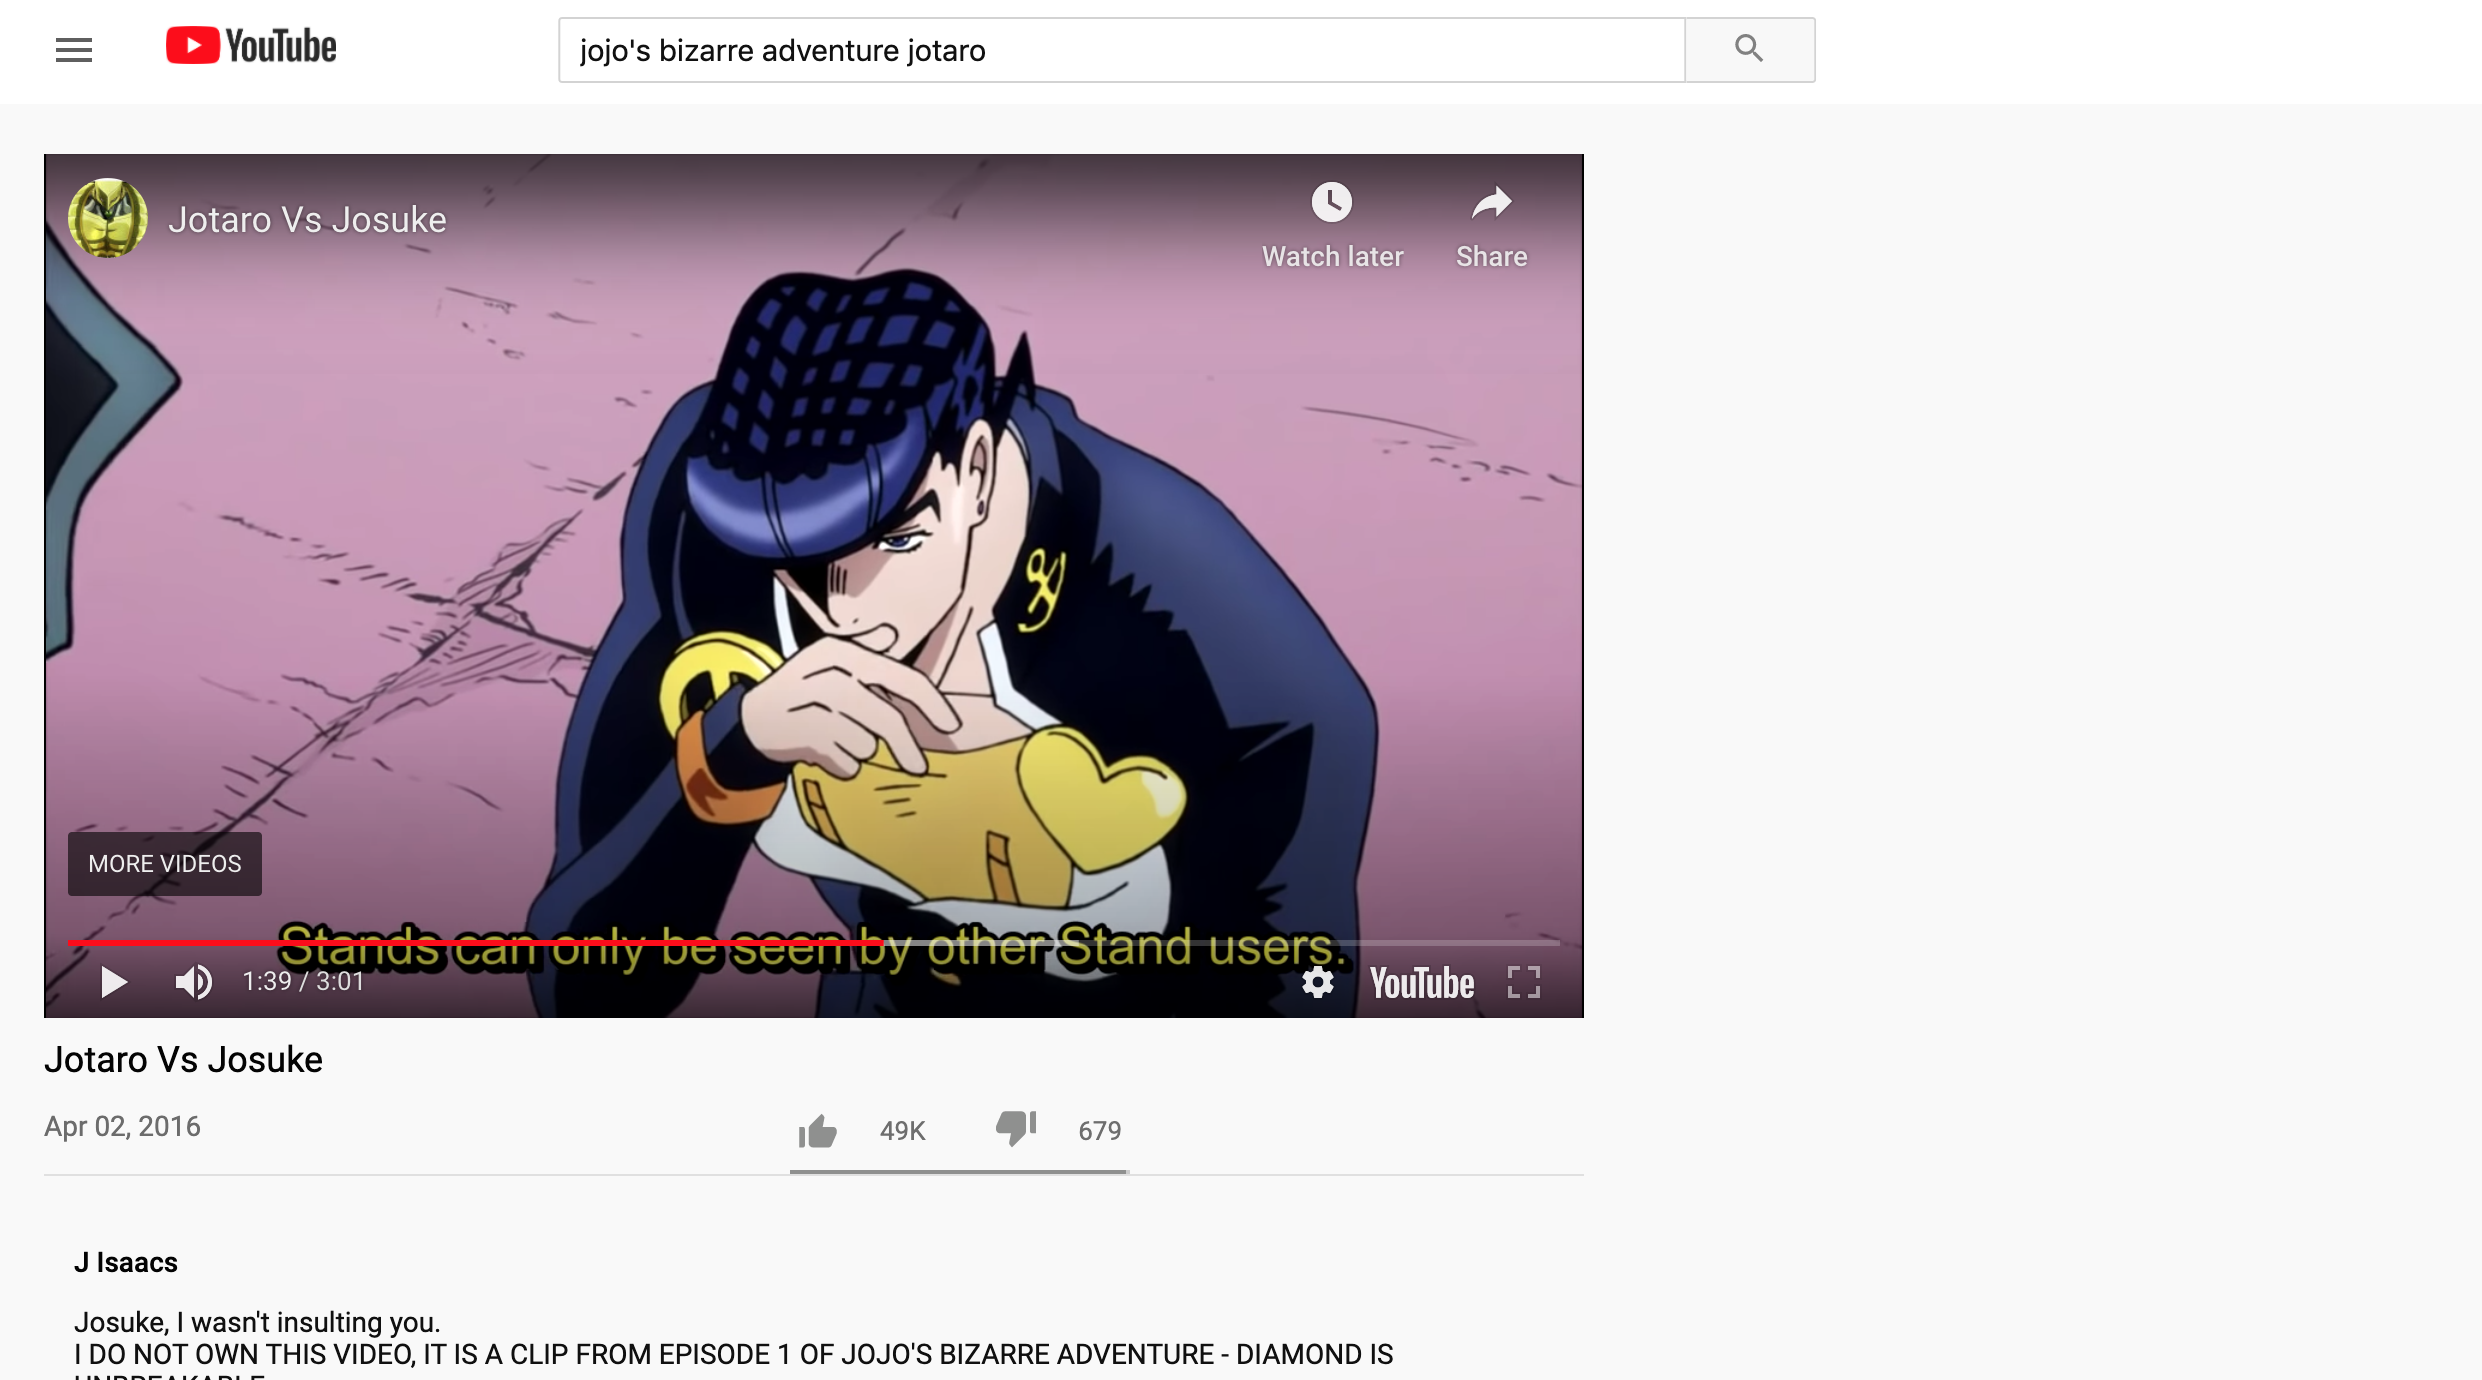 YouTube
jojo's bizarre adventure jotaro
Jotaro Vs Josuke
Watch later
Share
MORE VIDEOS
Stands can only be seen by other Stand users.
1:39 / 3:01
YouTube
Jotaro Vs Josuke
Apr 02, 2016
49K
679
J Isaacs
Josuke, I wasn't insulting you.
I DO NOT OWN THIS VIDEO, IT IS A CLIP FROM EPISODE 1 OF JOJO'S BIZARRE ADVENTURE - DIAMOND IS